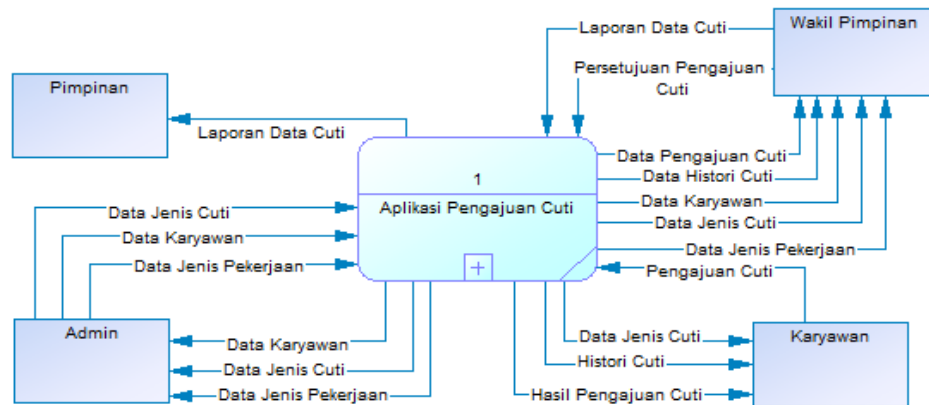 Laporan Data Cuti
Wakil Pimpinan
Persetujuan Pengajuan
Cuti
Pimpinan
Laporan Data Cuti
Data Pengajuan Cuti
1
Data Histori Cuti
Data Karyawan
Aplikasi Pengajuan Cuti
Data Jenis Cuti
Data Jenis Cuti
Data Karyawan
Data Jenis Pekerjaan
Data Jenis Pekerjaan
Pengajuan Cuti
Admin
Data Karyawan
Data Jenis Cuti
Data Jenis Pekerjaan
Data Jenis Cuti
Karyawan
Histori Cuti
Hasil Pengajuan Cuti